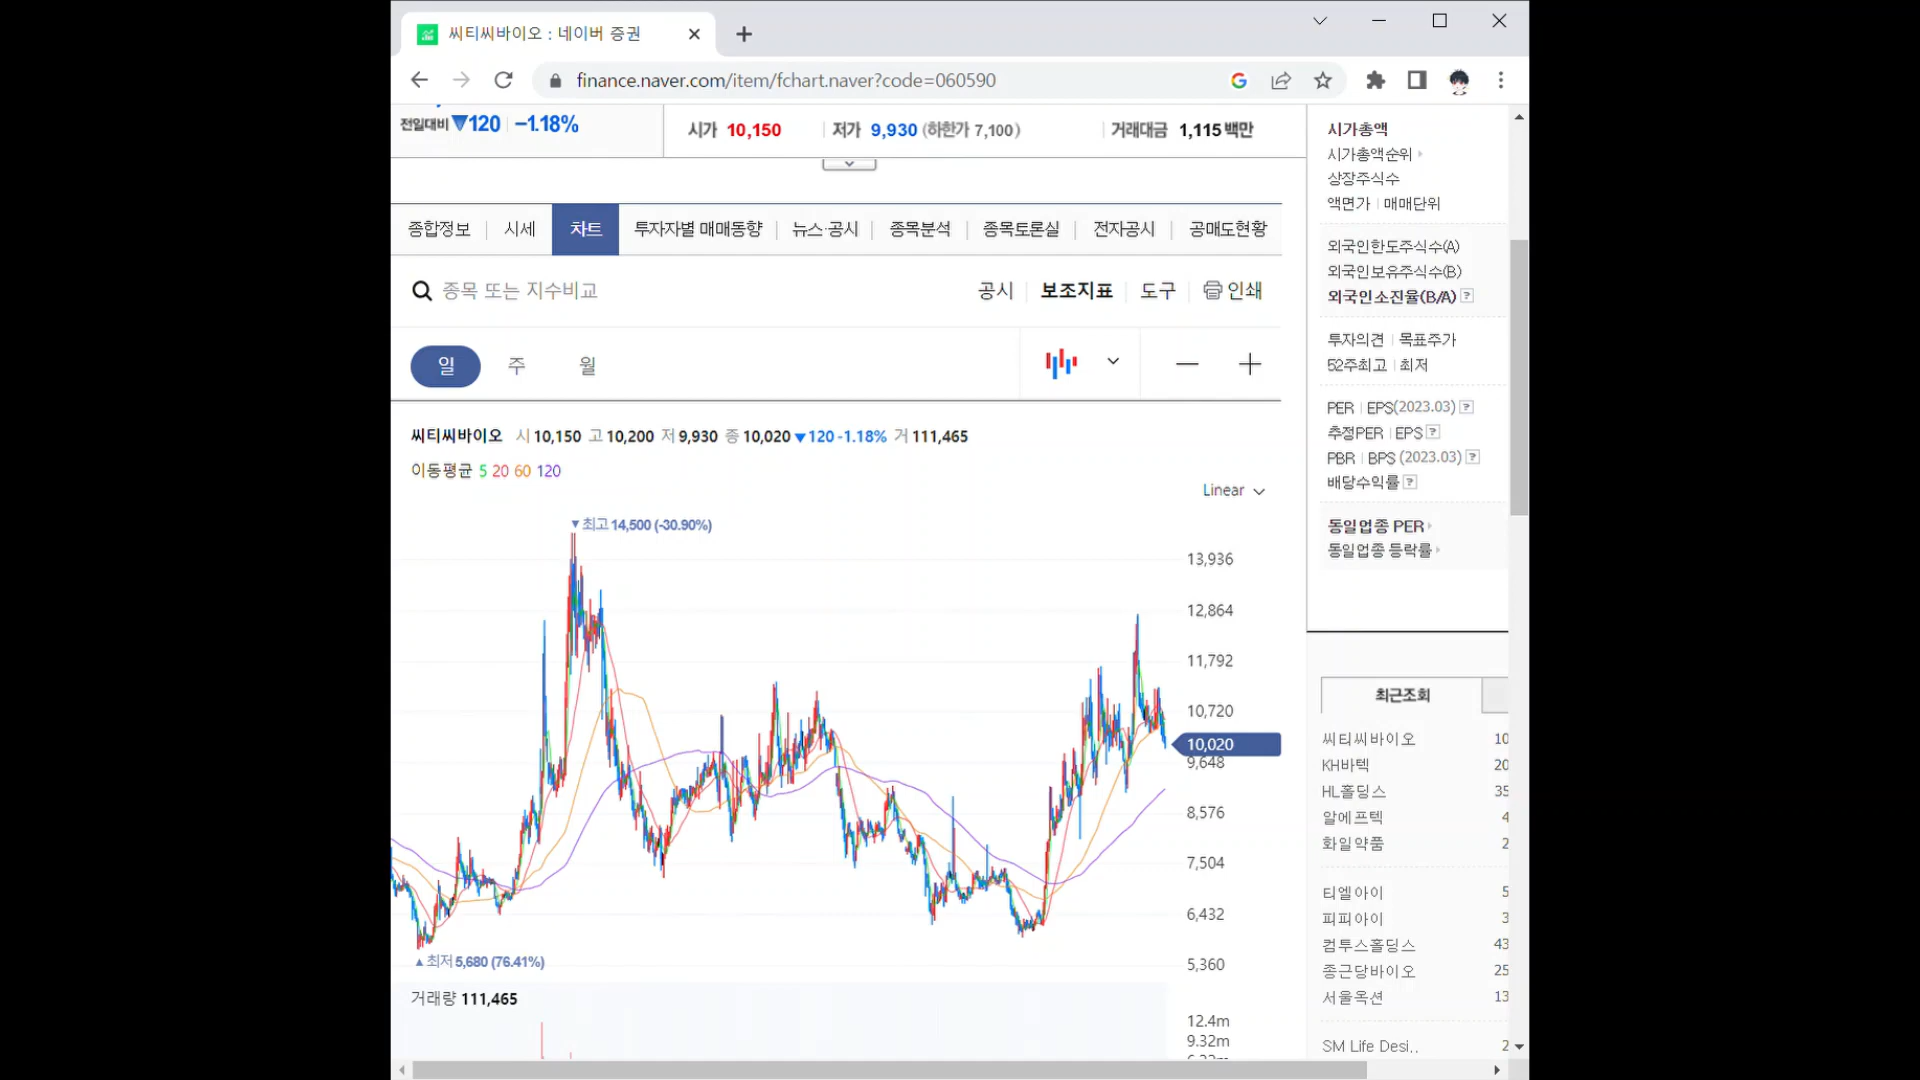 씨티씨바이오 : 네이버 증권
finance.naver.com/item/fchart.naver?code=060590
전일대비 ▼120 −1.18%
시가 10,150 저가 9,930 (하한가 7,100) 거래대금 1,115 백만
종합정보 시세 차트 투자자별 매매동향 뉴스·공시 종목분석 종목토론실 전자공시 공매도현황
종목 또는 지수비교
공시 보조지표 도구 인쇄
일 주 월
씨티씨바이오 시 10,150 고 10,200 저 9,930 종 10,020 ▼120 -1.18% 거 111,465
이동평균 5 20 60 120
Linear
▼최고 14,500 (-30.90%)
13,936
12,864
11,792
10,720
10,020
9,648
8,576
7,504
6,432
▲최저 5,680 (76.41%)
5,360
거래량 111,465
12.4m
9.32m
시가총액
시가총액순위
상장주식수
액면가 매매단위
외국인한도주식수(A)
외국인보유주식수(B)
외국인소진율(B/A) ?
투자의견 목표주가
52주최고 최저
PER EPS(2023.03) ?
추정PER EPS ?
PBR BPS (2023.03) ?
배당수익률 ?
동일업종 PER
동일업종 등락률
최근조회
씨티씨바이오 10
KH바텍 20
HL홀딩스 35
알에프텍 4
화일약품 2
티엘아이 5
피피아이 3
컴투스홀딩스 43
종근당바이오 25
서울옥션 13
SM Life Desi.. 2